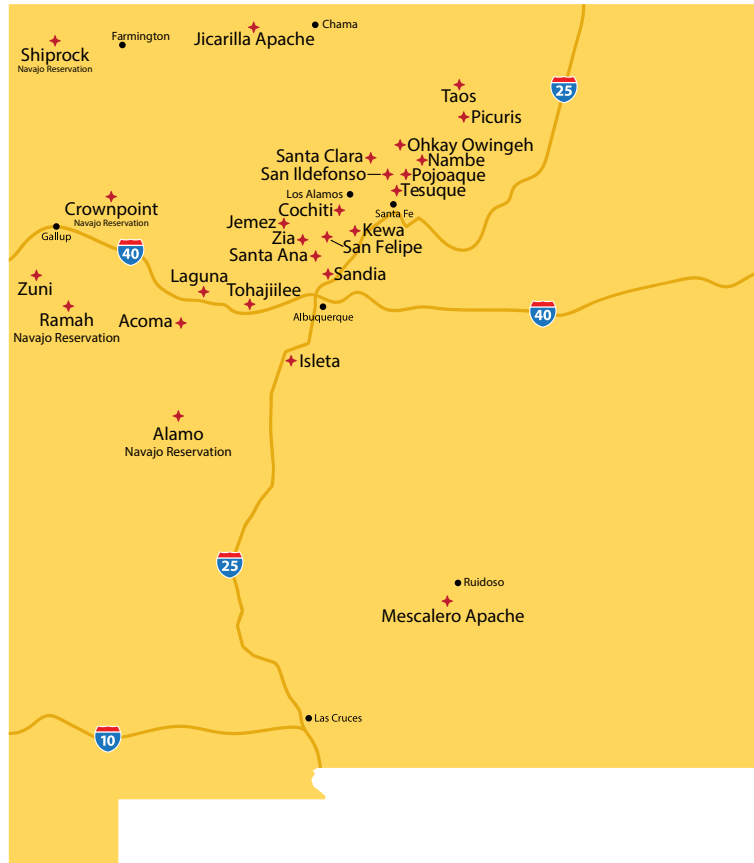 Chama
Farmington
Jicarilla Apache
Shiprock
Navajo Reservation
25
Taos
Picuris
Ohkay Owingeh
Santa Clara
Nambe
San Ildefonso
Pojoaque
Tesuque
Los Alamos
Crownpoint
Navajo Reservation
Cochiti
Santa Fe
Jemez
Kewa
Gallup
Zia
San Felipe
40
Santa Ana
Sandia
Zuni
Laguna
Tohajiilee
Ramah
Navajo Reservation
Acoma
Albuquerque
40
Isleta
Alamo
Navajo Reservation
25
Ruidoso
Mescalero Apache
Las Cruces
10